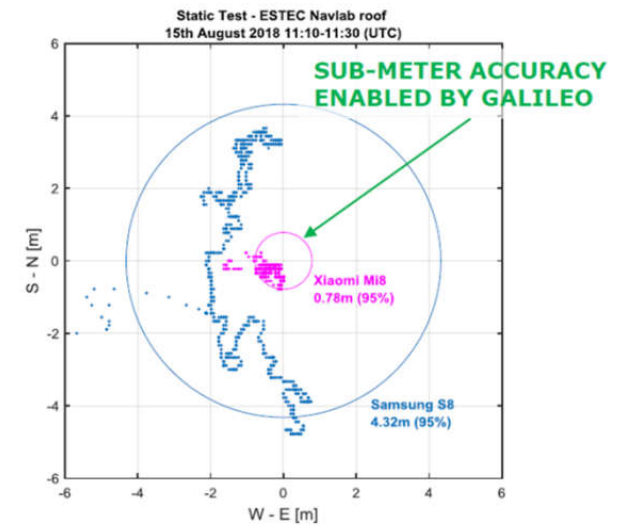 Static Test - ESTEC Navlab roof
15th August 2018 11:10-11:30 (UTC)
SUB-METER ACCURACY
ENABLED BY GALILEO
6
4
2
0
-2
-4
-6
S - N [m]
Xiaomi Mi8
0.78m (95%)
Samsung S8
4.32m (95%)
-6 -4 -2 0 2 4 6
W - E [m]